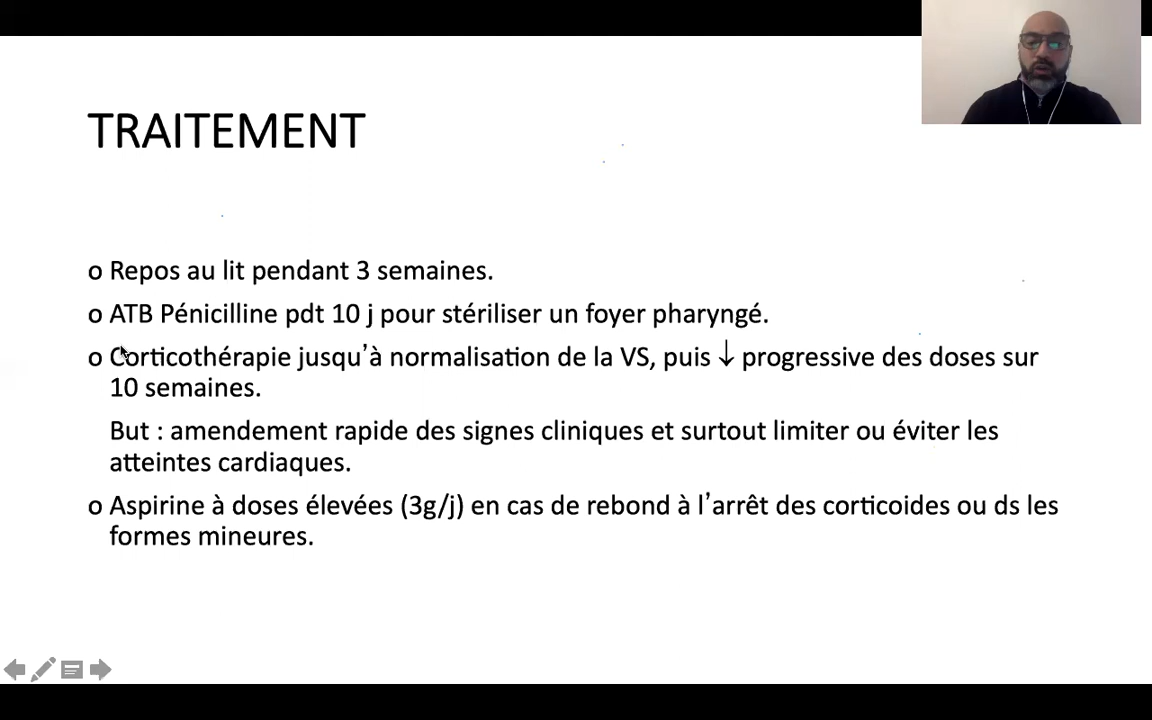 TRAITEMENT
o Repos au lit pendant 3 semaines.
o ATB Pénicilline pdt 10 j pour stériliser un foyer pharyngé.
o Corticothérapie jusqu’à normalisation de la VS, puis ↓ progressive des doses sur
10 semaines.
But : amendement rapide des signes cliniques et surtout limiter ou éviter les
atteintes cardiaques.
o Aspirine à doses élevées (3g/j) en cas de rebond à l’arrêt des corticoides ou ds les
formes mineures.